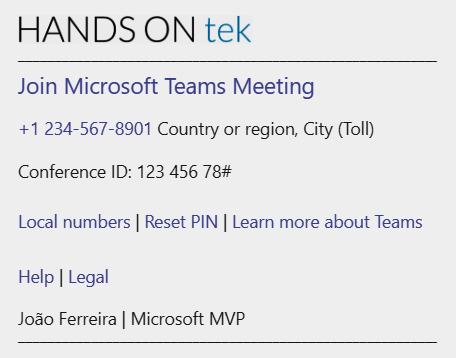 HANDS ON tek
Join Microsoft Teams Meeting
+1 234-567-8901 Country or region, City (Toll)
Conference ID: 123 456 78#
Local numbers | Reset PIN | Learn more about Teams
Help | Legal
João Ferreira | Microsoft MVP